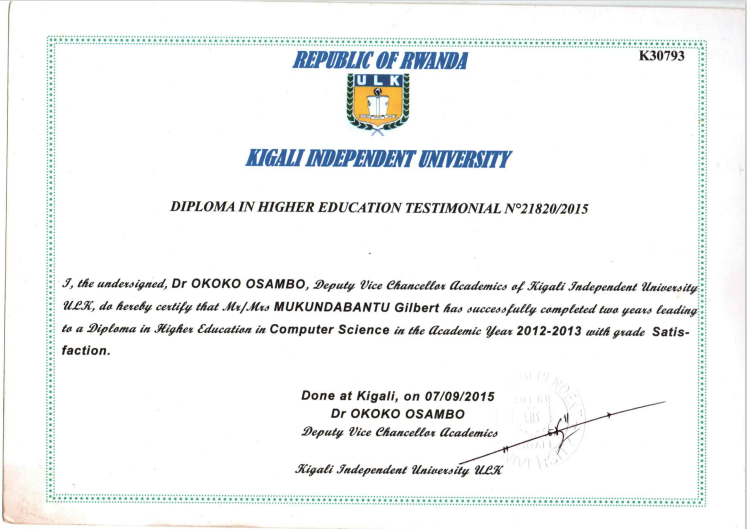 K30793
REPUBLIC OF RWANDA
ULK
KIGALI INDEPENDENT UNIVERSITY
DIPLOMA IN HIGHER EDUCATION TESTIMONIAL N°21820/2015
I, the undersigned, Dr OKOKO OSAMBO, Deputy Vice Chancellor Academics of Kigali Independent University
ULK, do hereby certify that Mr/Mrs MUKUNDABANTU Gilbert has successfully completed two years leading
to a Diploma in Higher Education in Computer Science in the Academic Year 2012-2013 with grade Satis-
faction.
Done at Kigali, on 07/09/2015
Dr OKOKO OSAMBO
Deputy Vice Chancellor Academics
Kigali Independent University ULK